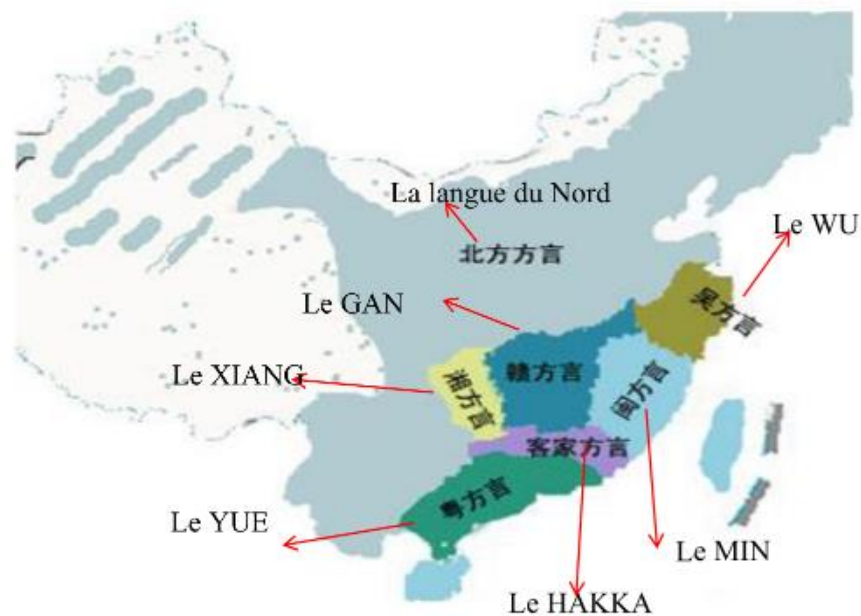 La langue du Nord
北方方言
Le WU
吴方言
Le GAN
赣方言
Le XIANG
湘方言
闽方言
客家方言
粤方言
Le YUE
Le MIN
Le HAKKA